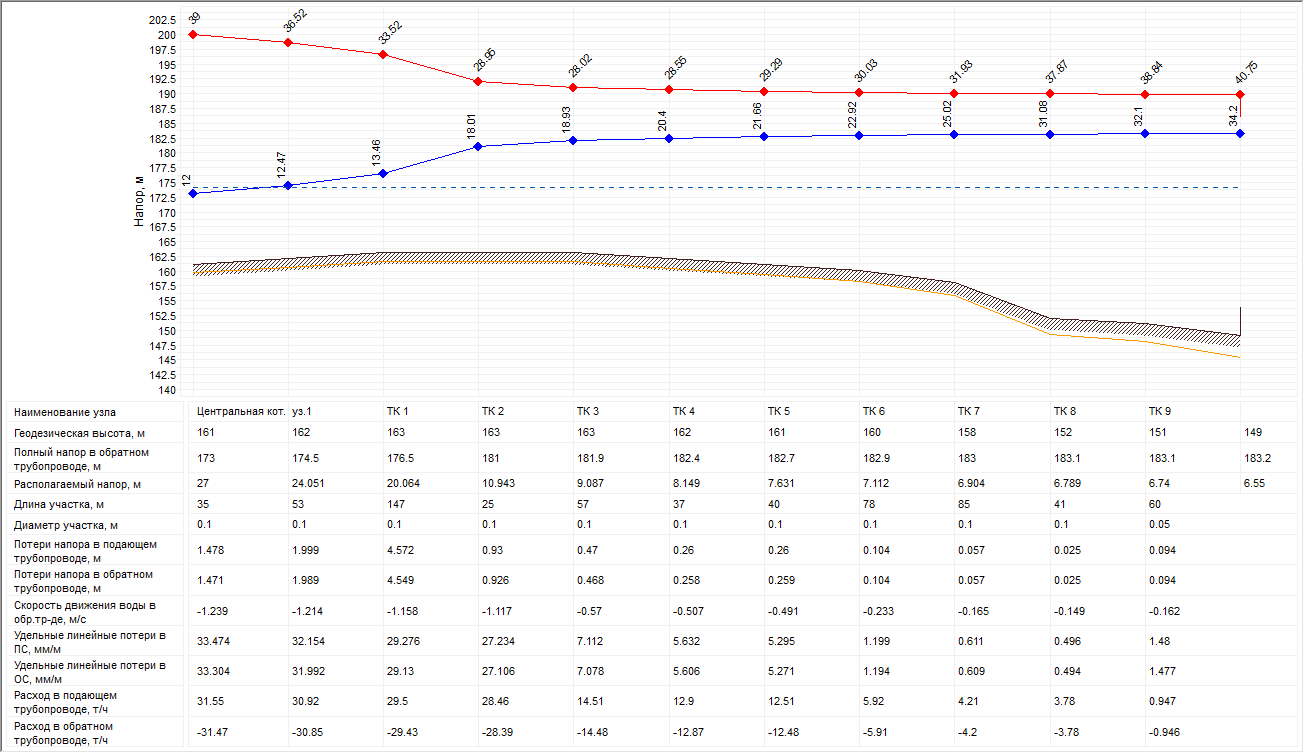 202.5
200
197.5
195
192.5
190
187.5
185
182.5
180
177.5
175
172.5
170
167.5
165
162.5
160
157.5
155
152.5
150
147.5
145
142.5
140
Напор, м
39 36.52 33.52 28.95 28.02 28.55 29.29 30.03 31.93 37.87 38.84 40.75
12 12.47 13.46 18.01 18.93 20.4 21.66 22.92 25.02 31.08 32.1 34.2
Наименование узла Центральная кот. уз.1 ТК 1 ТК 2 ТК 3 ТК 4 ТК 5 ТК 6 ТК 7 ТК 8 ТК 9
Геодезическая высота, м 161 162 163 163 163 162 161 160 158 152 151 149
Полный напор в обратном
трубопроводе, м 173 174.5 176.5 181 181.9 182.4 182.7 182.9 183 183.1 183.1 183.2
Располагаемый напор, м 27 24.051 20.064 10.943 9.087 8.149 7.631 7.112 6.904 6.789 6.74 6.55
Длина участка, м 35 53 147 25 57 37 40 78 85 41 60
Диаметр участка, м 0.1 0.1 0.1 0.1 0.1 0.1 0.1 0.1 0.1 0.1 0.05
Потери напора в подающем
трубопроводе, м 1.478 1.999 4.572 0.93 0.47 0.26 0.26 0.104 0.057 0.025 0.094
Потери напора в обратном
трубопроводе, м 1.471 1.989 4.549 0.926 0.468 0.258 0.259 0.104 0.057 0.025 0.094
Скорость движения воды в
обр.тр-де, м/с -1.239 -1.214 -1.158 -1.117 -0.57 -0.507 -0.491 -0.233 -0.165 -0.149 -0.162
Удельные линейные потери в
ПС, мм/м 33.474 32.154 29.276 27.234 7.112 5.632 5.295 1.199 0.611 0.496 1.48
Удельные линейные потери в
ОС, мм/м 33.304 31.992 29.13 27.106 7.078 5.606 5.271 1.194 0.609 0.494 1.477
Расход в подающем
трубопроводе, т/ч 31.55 30.92 29.5 28.46 14.51 12.9 12.51 5.92 4.21 3.78 0.947
Расход в обратном
трубопроводе, т/ч -31.47 -30.85 -29.43 -28.39 -14.48 -12.87 -12.48 -5.91 -4.2 -3.78 -0.946